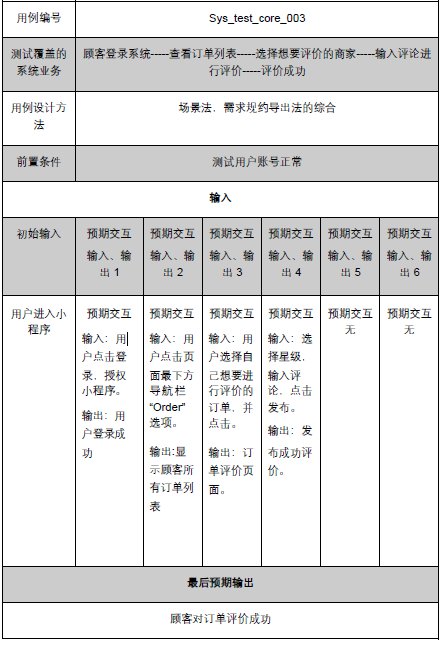 用例编号
Sys_test_core_003
测试覆盖的
系统业务
顾客登录系统-----查看订单列表-----选择想要评价的商家-----输入评论进
行评价-----评价成功
用例设计方
法
场景法、需求规约导出法的综合
前置条件
测试用户账号正常
输入
初始输入
预期交互
输入、输
出 1
预期交互
输入、输
出 2
预期交互
输入、输
出 3
预期交互
输入、输
出 4
预期交互
输入、输
出 5
预期交互
输入、输
出 6
用户进入小
程序
预期交互
输入：用
户点击登
录，授权
小程序。
输出：用
户登录成
功
预期交互
输入：用
户点击页
面最下方
导航栏
“Order”
选项。
输出:显
示顾客所
有订单列
表
预期交互
输入：用
户选择自
己想要进
行评价的
订单，并
点击。
输出：订
单评价页
面。
预期交互
输入：选
择星级，
输入评
论，点击
发布。
输出：发
布成功评
价。
预期交互
无
预期交互
无
最后预期输出
顾客对订单评价成功